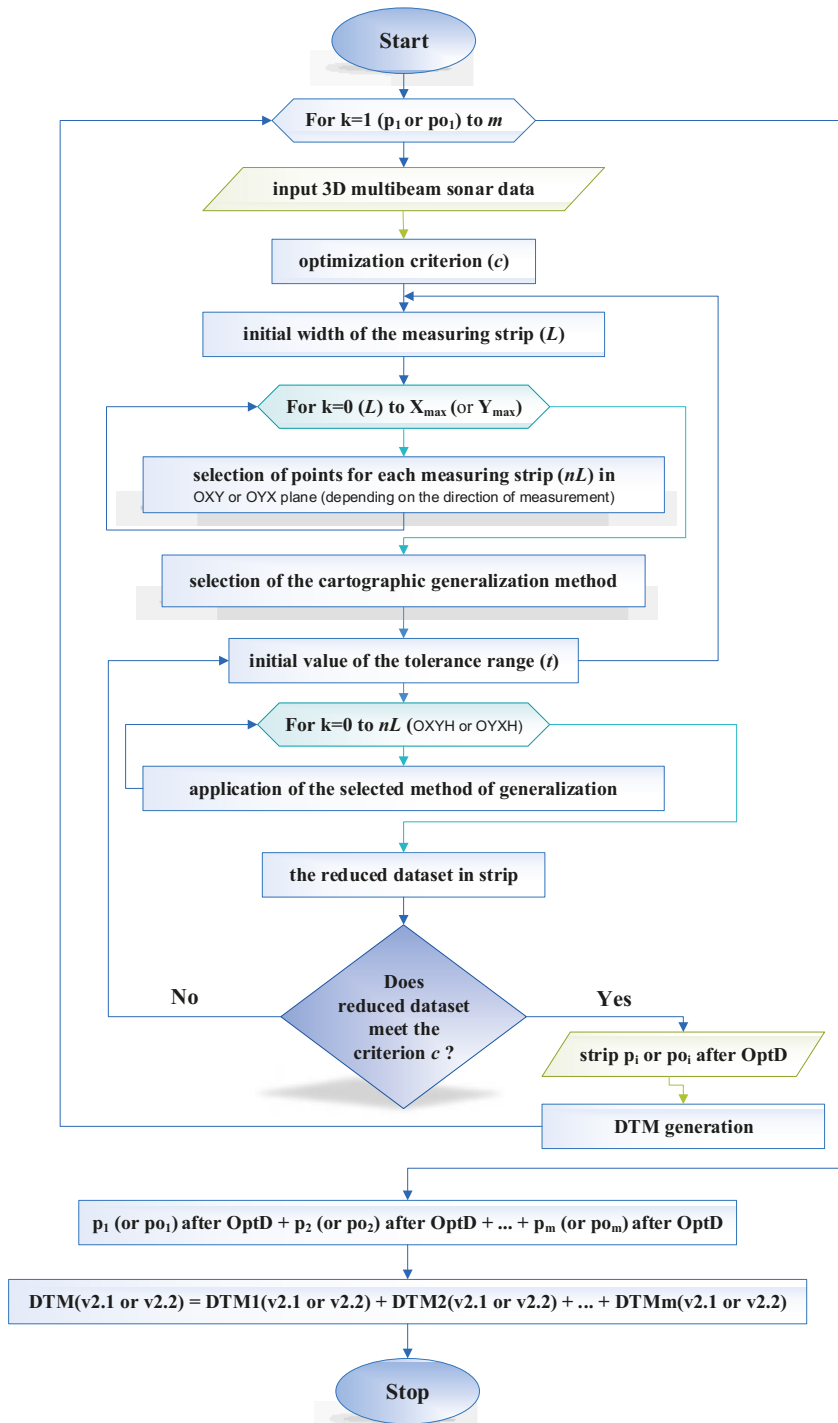 Start
For k=1 (p₁ or po₁) to m
input 3D multibeam sonar data
optimization criterion (c)
initial width of the measuring strip (L)
For k=0 (L) to Xmax (or Ymax)
selection of points for each measuring strip (nL) in
OXY or OYX plane (depending on the direction of measurement)
selection of the cartographic generalization method
initial value of the tolerance range (t)
For k=0 to nL (OXYH or OYXH)
application of the selected method of generalization
the reduced dataset in strip
Does
reduced dataset
meet the
criterion c ?
No
Yes
strip pᵢ or poᵢ after OptD
DTM generation
p₁ (or po₁) after OptD + p₂ (or po₂) after OptD + ... + pₘ (or poₘ) after OptD
DTM(v2.1 or v2.2) = DTM1(v2.1 or v2.2) + DTM2(v2.1 or v2.2) + ... + DTMm(v2.1 or v2.2)
Stop